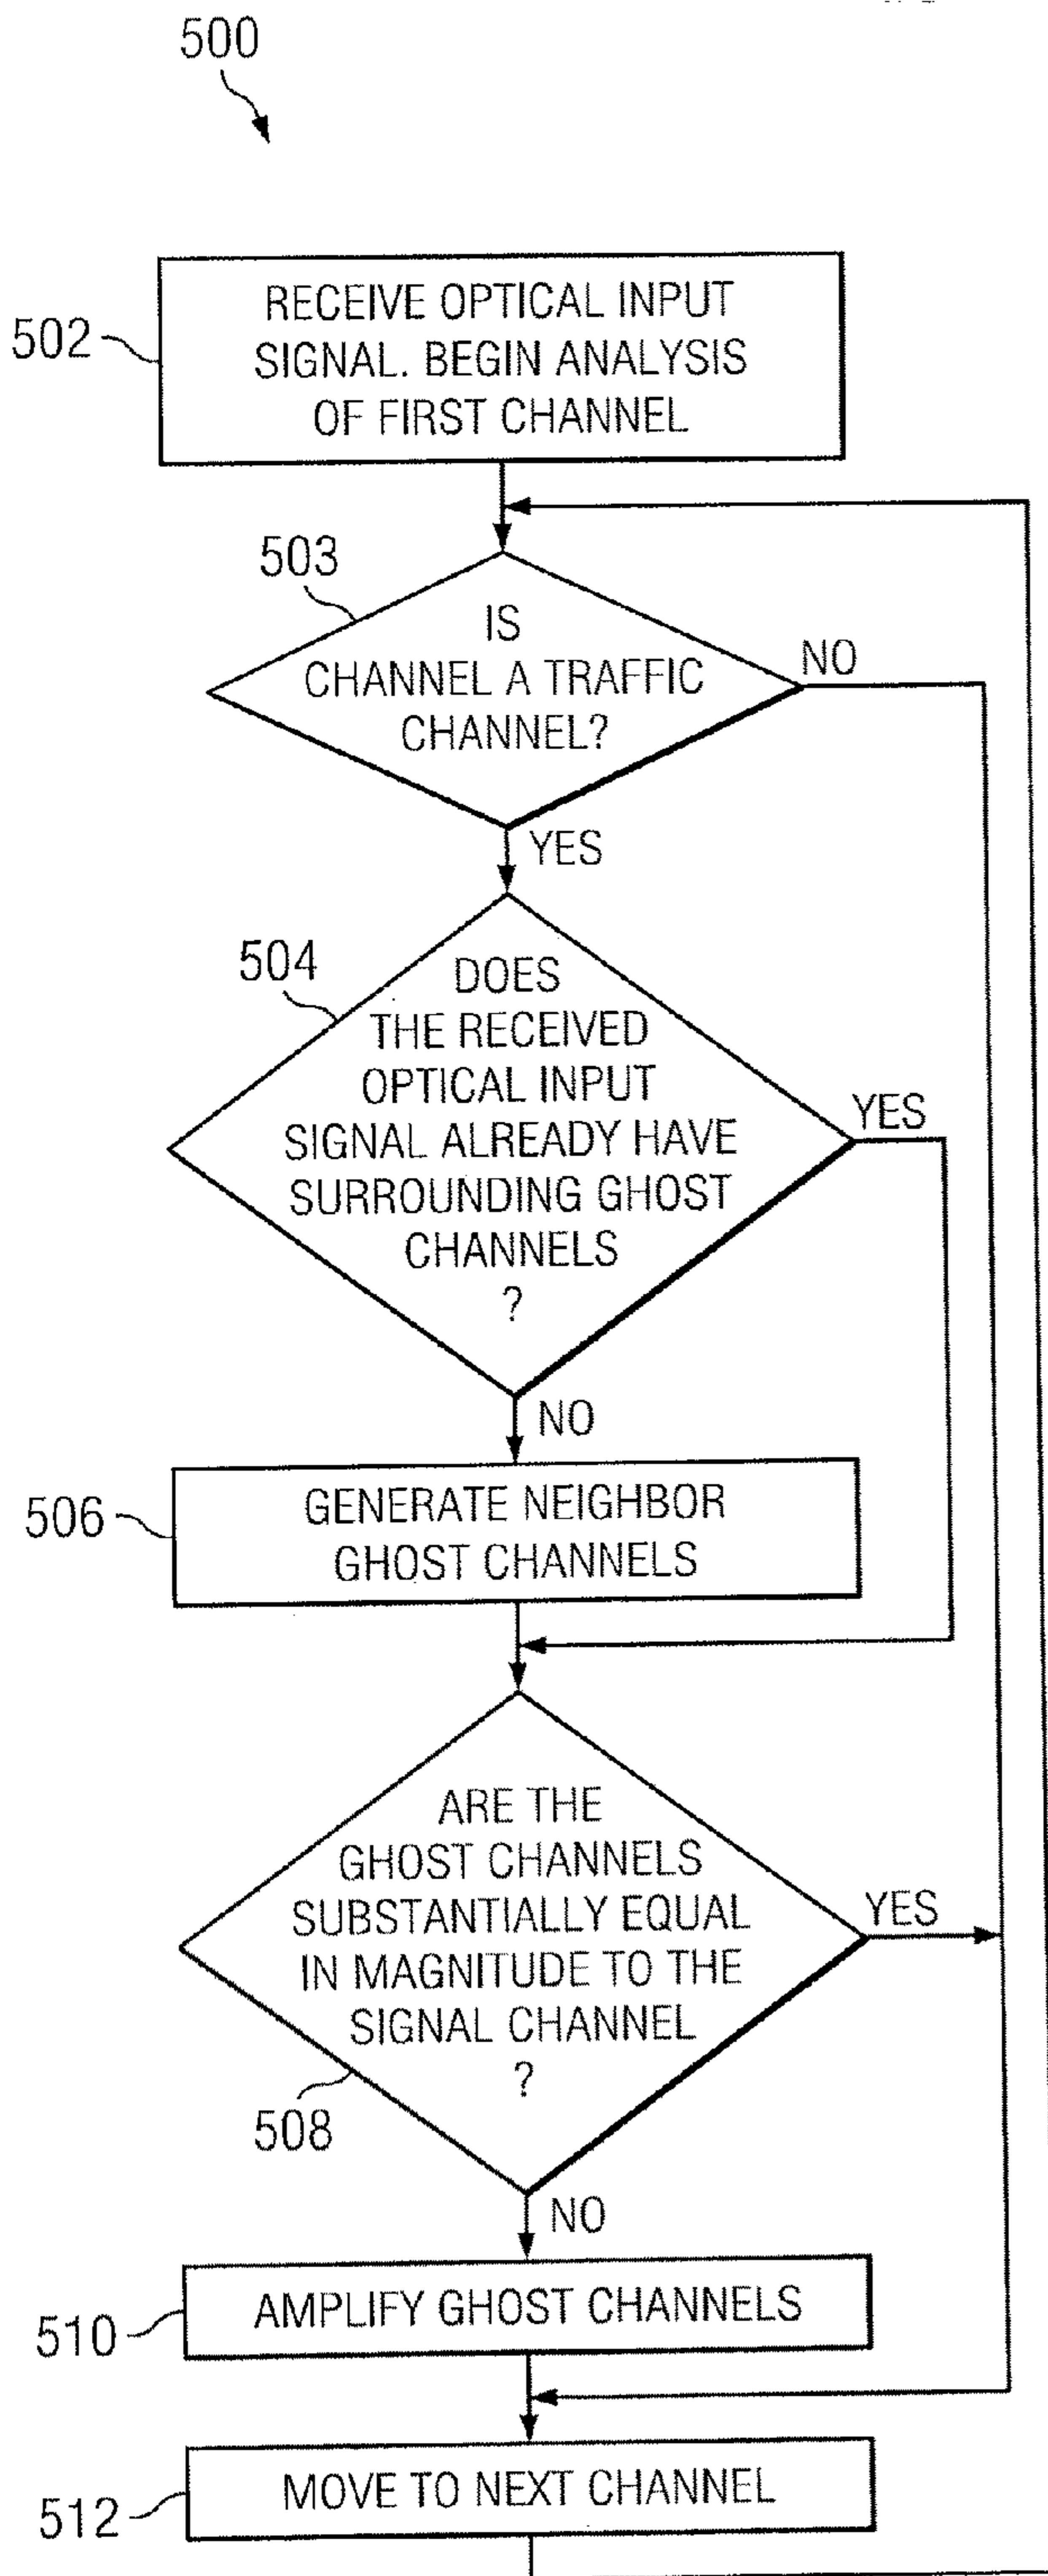 500
502
RECEIVE OPTICAL INPUT
SIGNAL. BEGIN ANALYSIS
OF FIRST CHANNEL
503
IS
CHANNEL A TRAFFIC
CHANNEL?
NO
YES
504
DOES
THE RECEIVED
OPTICAL INPUT
SIGNAL ALREADY HAVE
SURROUNDING GHOST
CHANNELS
?
YES
NO
506
GENERATE NEIGHBOR
GHOST CHANNELS
ARE THE
GHOST CHANNELS
SUBSTANTIALLY EQUAL
IN MAGNITUDE TO THE
SIGNAL CHANNEL
?
YES
508
NO
510
AMPLIFY GHOST CHANNELS
512
MOVE TO NEXT CHANNEL